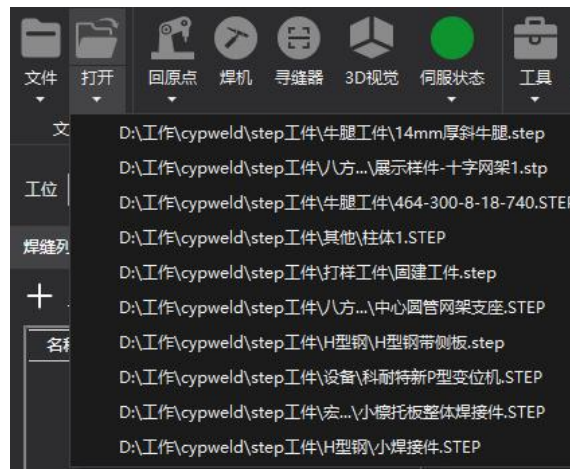 文件 打开 回原点 焊机 寻缝器 3D视觉 伺服状态 工具
文
D:\工作\cypweld\step工件\牛腿工件\14mm厚斜牛腿.step
D:\工作\cypweld\step工件\八方...\展示样件-十字网架1.stp
工位
D:\工作\cypweld\step工件\牛腿工件\464-300-8-18-740.STEP
焊缝列
D:\工作\cypweld\step工件\其他\柱体1.STEP
D:\工作\cypweld\step工件\打样工件\固建工件.step
D:\工作\cypweld\step工件\八方...\中心圆管网架支座.STEP
名称
D:\工作\cypweld\step工件\H型钢\H型钢带侧板.step
D:\工作\cypweld\step工件\设备\科耐特新P型变位机.STEP
D:\工作\cypweld\step工件\宏...\小檩托板整体焊接件.STEP
D:\工作\cypweld\step工件\H型钢\小焊接件.STEP